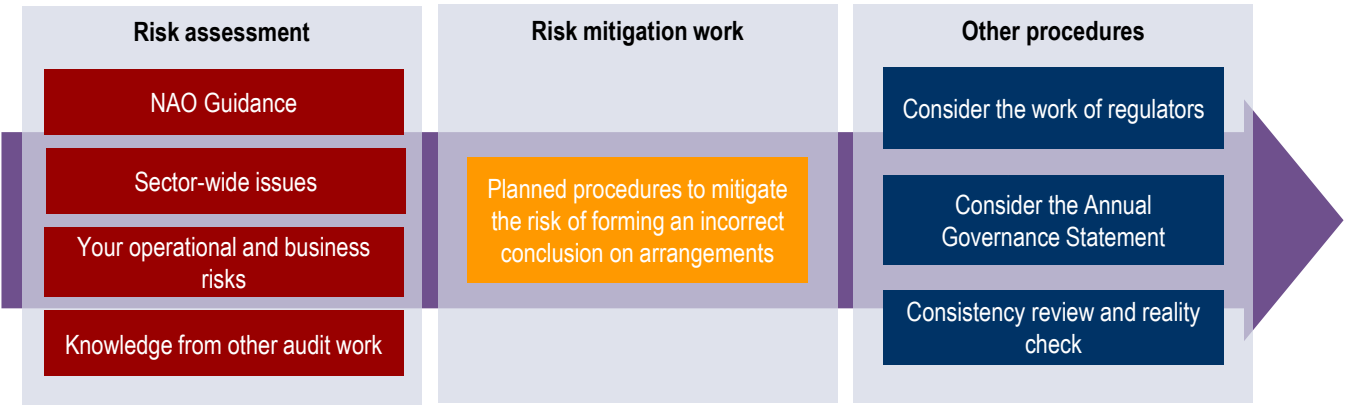 Risk assessment
NAO Guidance
Sector-wide issues
Your operational and business
risks
Knowledge from other audit work
Risk mitigation work
Planned procedures to mitigate
the risk of forming an incorrect
conclusion on arrangements
Other procedures
Consider the work of regulators
Consider the Annual
Governance Statement
Consistency review and reality
check